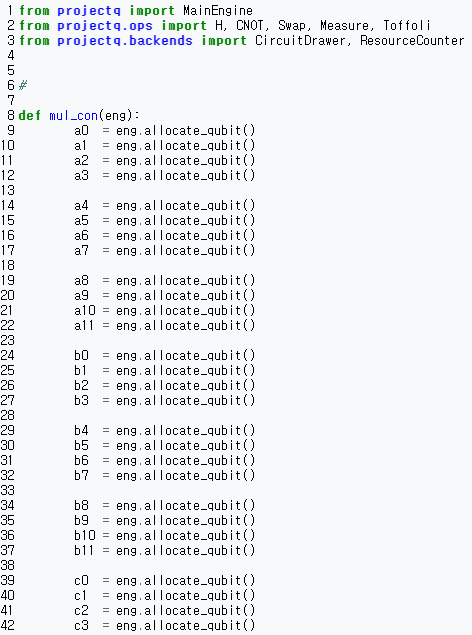 1 from projectq import MainEngine
2 from projectq.ops import H, CNOT, Swap, Measure, Toffoli
3 from projectq.backends import CircuitDrawer, ResourceCounter
4
5
6 #
7
8 def mul_con(eng):
9         a0  = eng.allocate_qubit()
10         a1  = eng.allocate_qubit()
11         a2  = eng.allocate_qubit()
12         a3  = eng.allocate_qubit()
13
14         a4  = eng.allocate_qubit()
15         a5  = eng.allocate_qubit()
16         a6  = eng.allocate_qubit()
17         a7  = eng.allocate_qubit()
18
19         a8  = eng.allocate_qubit()
20         a9  = eng.allocate_qubit()
21         a10 = eng.allocate_qubit()
22         a11 = eng.allocate_qubit()
23
24         b0  = eng.allocate_qubit()
25         b1  = eng.allocate_qubit()
26         b2  = eng.allocate_qubit()
27         b3  = eng.allocate_qubit()
28
29         b4  = eng.allocate_qubit()
30         b5  = eng.allocate_qubit()
31         b6  = eng.allocate_qubit()
32         b7  = eng.allocate_qubit()
33
34         b8  = eng.allocate_qubit()
35         b9  = eng.allocate_qubit()
36         b10 = eng.allocate_qubit()
37         b11 = eng.allocate_qubit()
38
39         c0  = eng.allocate_qubit()
40         c1  = eng.allocate_qubit()
41         c2  = eng.allocate_qubit()
42         c3  = eng.allocate_qubit()